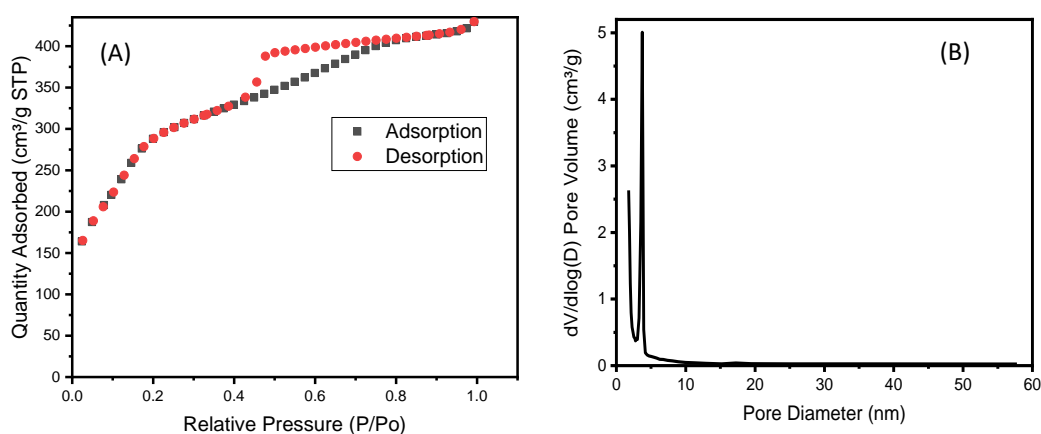 (A)
Quantity Adsorbed (cm³/g STP)
400
350
300
250
200
150
100
50
0
Adsorption
Desorption
0.0 0.2 0.4 0.6 0.8 1.0
Relative Pressure (P/Po)
(B)
dV/dlog(D) Pore Volume (cm³/g)
5
4
3
2
1
0
0 10 20 30 40 50 60
Pore Diameter (nm)